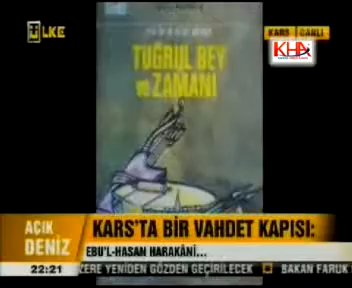 ÜLKE
KARS CANLI
KHA
TUĞRUL BEY
ve ZAMANI
AÇIK
DENİZ
KARS'TA BİR VAHDET KAPISI:
EBU'L-HASAN HARAKÂNİ...
22:21 ZERE YENİDEN GÖZDEN GEÇİRİLECEK BAKAN FARUK